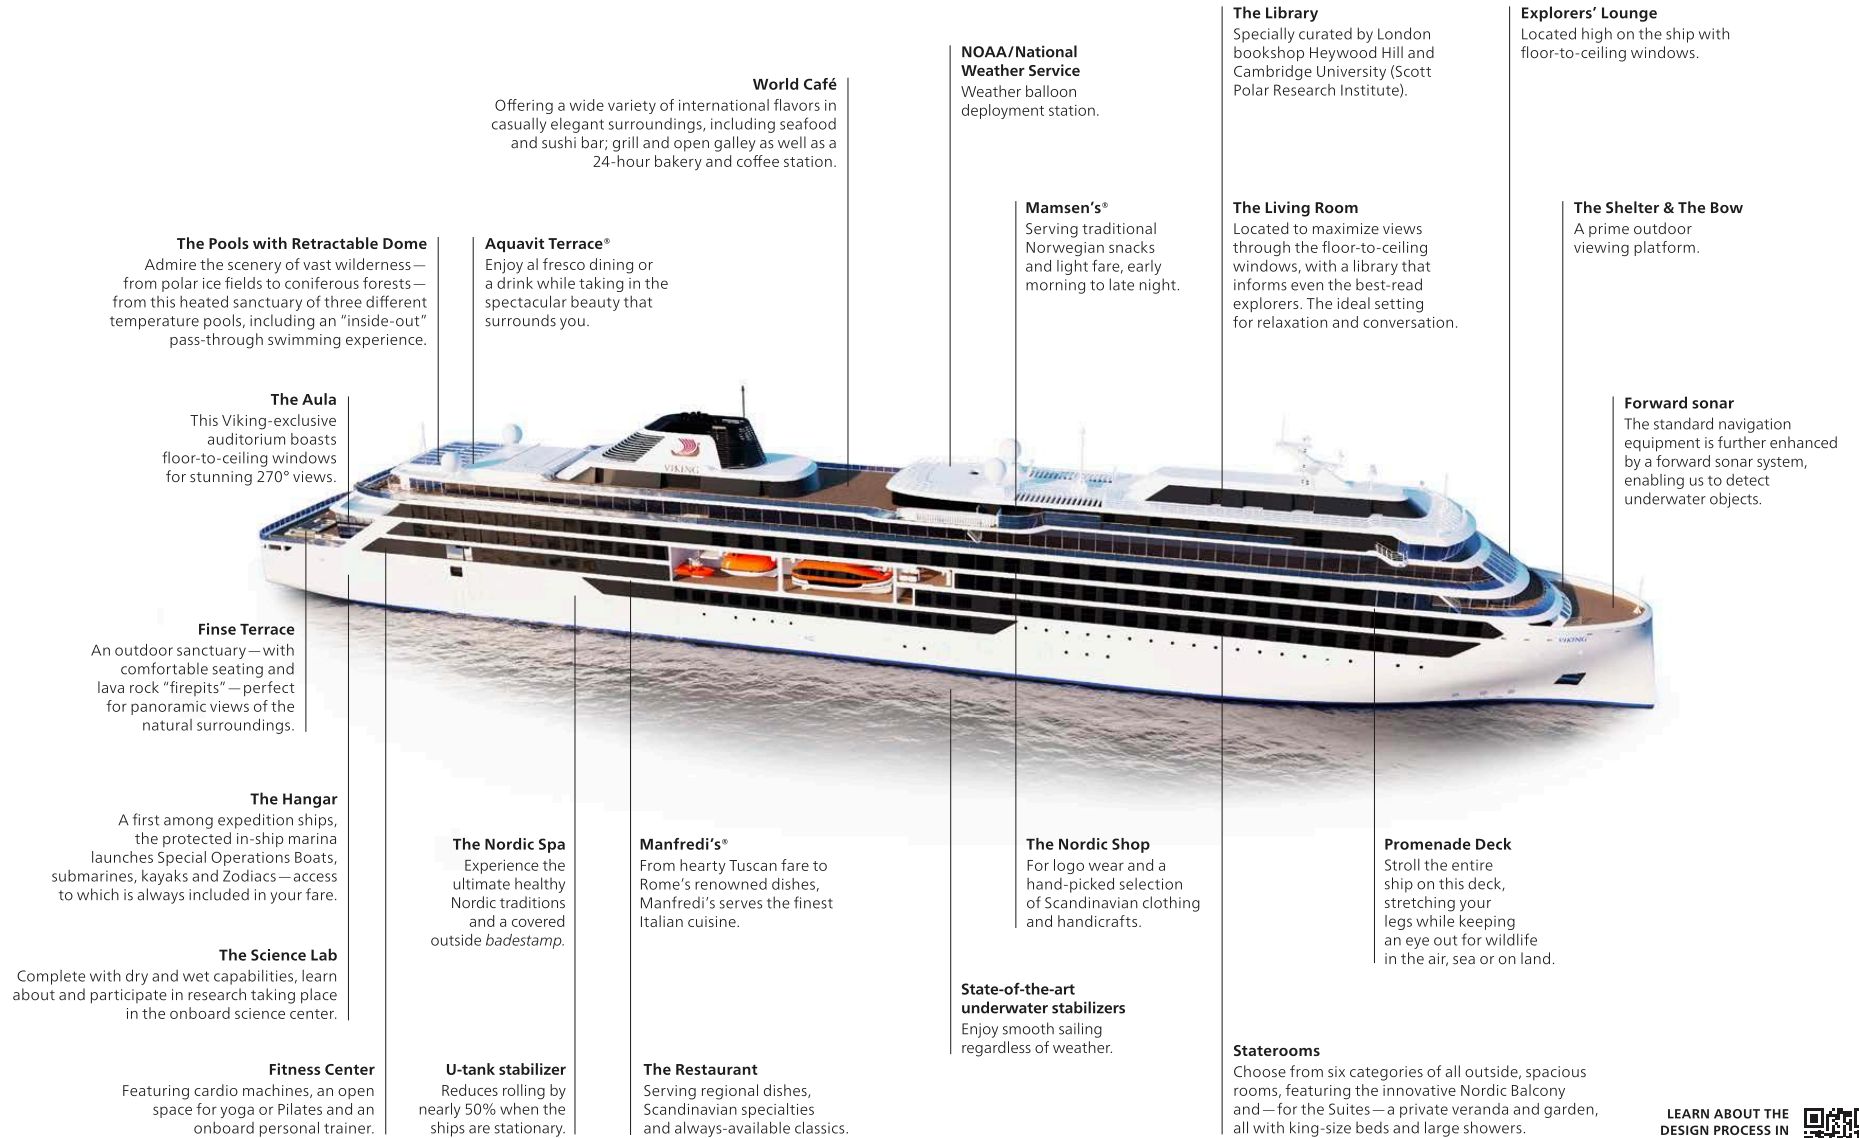 The Library
Specially curated by London
bookshop Heywood Hill and
Cambridge University (Scott
Polar Research Institute).
Explorers’ Lounge
Located high on the ship with
floor-to-ceiling windows.
NOAA/National
Weather Service
Weather balloon
deployment station.
World Café
Offering a wide variety of international flavors in
casually elegant surroundings, including seafood
and sushi bar; grill and open galley as well as a
24-hour bakery and coffee station.
Mamsen’s®
Serving traditional
Norwegian snacks
and light fare, early
morning to late night.
The Living Room
Located to maximize views
through the floor-to-ceiling
windows, with a library that
informs even the best-read
explorers. The ideal setting
for relaxation and conversation.
The Shelter & The Bow
A prime outdoor
viewing platform.
The Pools with Retractable Dome
Admire the scenery of vast wilderness—
from polar ice fields to coniferous forests—
from this heated sanctuary of three different
temperature pools, including an “inside-out”
pass-through swimming experience.
Aquavit Terrace®
Enjoy al fresco dining or
a drink while taking in the
spectacular beauty that
surrounds you.
The Aula
This Viking-exclusive
auditorium boasts
floor-to-ceiling windows
for stunning 270° views.
Forward sonar
The standard navigation
equipment is further enhanced
by a forward sonar system,
enabling us to detect
underwater objects.
VIKING
VIKING
Finse Terrace
An outdoor sanctuary—with
comfortable seating and
lava rock “firepits”—perfect
for panoramic views of the
natural surroundings.
The Hangar
A first among expedition ships,
the protected in-ship marina
launches Special Operations Boats,
submarines, kayaks and Zodiacs—access
to which is always included in your fare.
The Nordic Spa
Experience the
ultimate healthy
Nordic traditions
and a covered
outside badestamp.
Manfredi’s®
From hearty Tuscan fare to
Rome’s renowned dishes,
Manfredi’s serves the finest
Italian cuisine.
The Nordic Shop
For logo wear and a
hand-picked selection
of Scandinavian clothing
and handicrafts.
Promenade Deck
Stroll the entire
ship on this deck,
stretching your
legs while keeping
an eye out for wildlife
in the air, sea or on land.
The Science Lab
Complete with dry and wet capabilities, learn
about and participate in research taking place
in the onboard science center.
State-of-the-art
underwater stabilizers
Enjoy smooth sailing
regardless of weather.
Fitness Center
Featuring cardio machines, an open
space for yoga or Pilates and an
onboard personal trainer.
U-tank stabilizer
Reduces rolling by
nearly 50% when the
ships are stationary.
The Restaurant
Serving regional dishes,
Scandinavian specialties
and always-available classics.
Staterooms
Choose from six categories of all outside, spacious
rooms, featuring the innovative Nordic Balcony
and—for the Suites—a private veranda and garden,
all with king-size beds and large showers.
LEARN ABOUT THE
DESIGN PROCESS IN